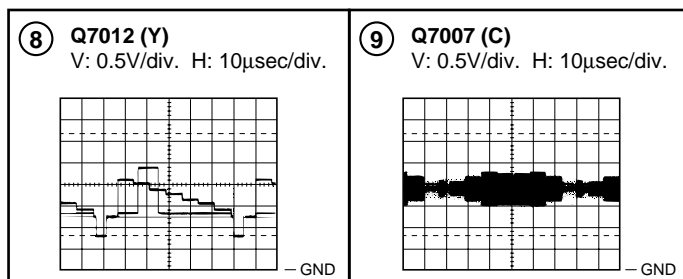 8 Q7012 (Y)
V: 0.5V/div. H: 10µsec/div.
– GND
9 Q7007 (C)
V: 0.5V/div. H: 10µsec/div.
– GND